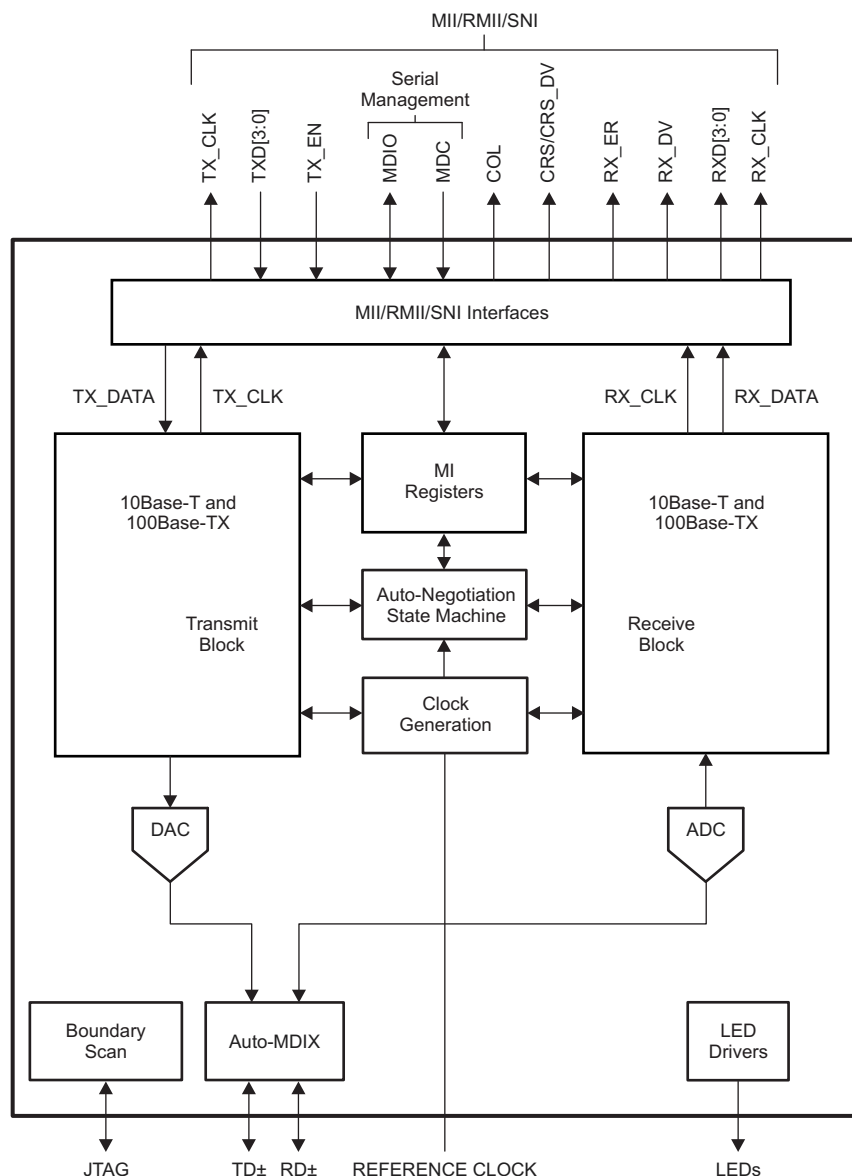 MII/RMII/SNI
Serial
Management
TX_CLK
TXD[3:0]
TX_EN
MDIO
MDC
COL
CRS/CRS_DV
RX_ER
RX_DV
RXD[3:0]
RX_CLK
MII/RMII/SNI Interfaces
TX_DATA
TX_CLK
RX_CLK
RX_DATA
10Base-T and
100Base-TX
Transmit
Block
MI
Registers
Auto-Negotiation
State Machine
Clock
Generation
10Base-T and
100Base-TX
Receive
Block
DAC
ADC
Boundary
Scan
Auto-MDIX
LED
Drivers
JTAG
TD±
RD±
REFERENCE CLOCK
LEDs